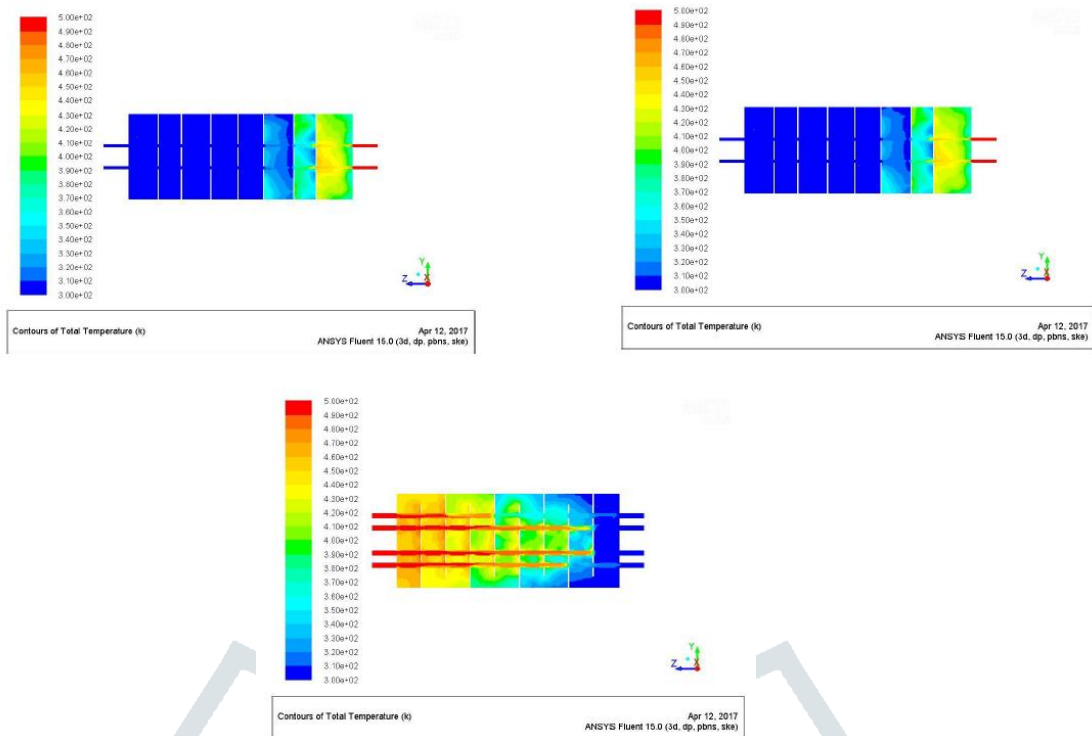 5.00e+02
4.90e+02
4.80e+02
4.70e+02
4.60e+02
4.50e+02
4.40e+02
4.30e+02
4.20e+02
4.10e+02
4.00e+02
3.90e+02
3.80e+02
3.70e+02
3.60e+02
3.50e+02
3.40e+02
3.30e+02
3.20e+02
3.10e+02
3.00e+02
Y
Z X
Contours of Total Temperature (k) Apr 12, 2017
ANSYS Fluent 15.0 (3d, dp, pbns, ske)
5.00e+02
4.90e+02
4.80e+02
4.70e+02
4.60e+02
4.50e+02
4.40e+02
4.30e+02
4.20e+02
4.10e+02
4.00e+02
3.90e+02
3.80e+02
3.70e+02
3.60e+02
3.50e+02
3.40e+02
3.30e+02
3.20e+02
3.10e+02
3.00e+02
Y
Z X
Contours of Total Temperature (k) Apr 12, 2017
ANSYS Fluent 15.0 (3d, dp, pbns, ske)
5.00e+02
4.90e+02
4.80e+02
4.70e+02
4.60e+02
4.50e+02
4.40e+02
4.30e+02
4.20e+02
4.10e+02
4.00e+02
3.90e+02
3.80e+02
3.70e+02
3.60e+02
3.50e+02
3.40e+02
3.30e+02
3.20e+02
3.10e+02
3.00e+02
Y
Z X
Contours of Total Temperature (k) Apr 12, 2017
ANSYS Fluent 15.0 (3d, dp, pbns, ske)